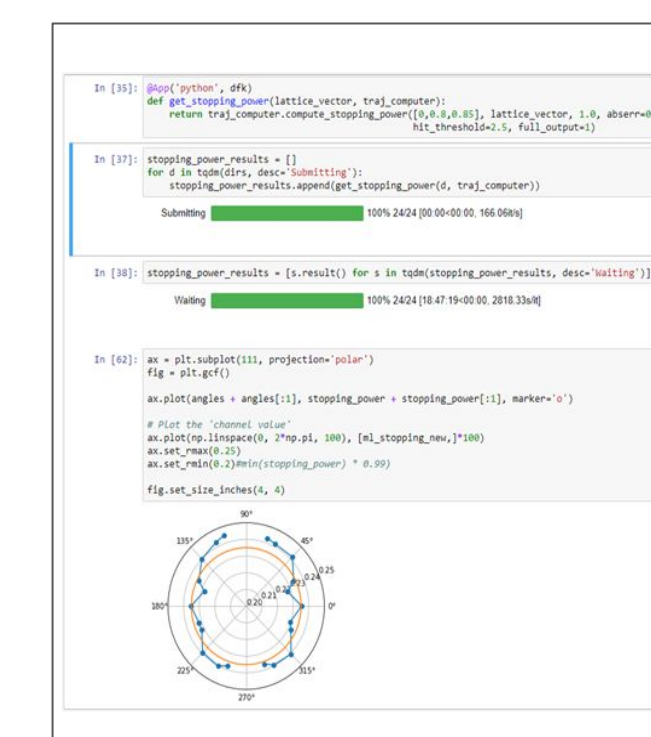 In [35]: @App('python', dfk)
def get_stopping_power(lattice_vector, traj_computer):
return traj_computer.compute_stopping_power([0,0.8,0.85], lattice_vector, 1.0, abserr=0
hit_threshold=2.5, full_output=1)
In [37]: stopping_power_results = []
for d in tqdm(dirs, desc='Submitting'):
stopping_power_results.append(get_stopping_power(d, traj_computer))
Submitting 100% 24/24 [00:00<00:00, 166.06it/s]
In [38]: stopping_power_results = [s.result() for s in tqdm(stopping_power_results, desc='Waiting')]
Waiting 100% 24/24 [18:47:19<00:00, 2818.33s/it]
In [62]: ax = plt.subplot(111, projection='polar')
fig = plt.gcf()
ax.plot(angles + angles[:1], stopping_power + stopping_power[:1], marker='o')
# Plot the 'channel value'
ax.plot(np.linspace(0, 2*np.pi, 100), [ml_stopping_new,]*100)
ax.set_rmax(0.25)
ax.set_rmin(0.2)#min(stopping_power) * 0.99)
fig.set_size_inches(4, 4)
90°
135° 45°
0.25
0.24
0.23
0.22
0.21
0.20
180° 0°
225° 315°
270°